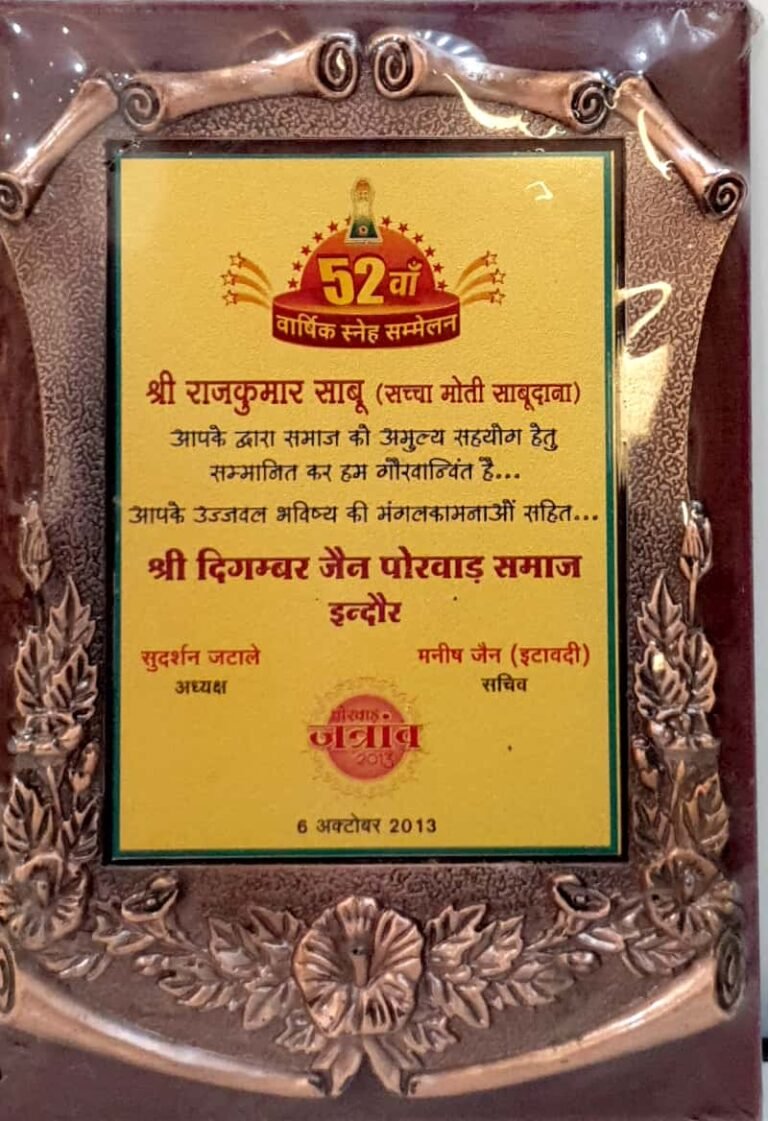 52 वाँ
वार्षिक स्नेह सम्मेलन
श्री राजकुमार साबू (सच्चा मोती साबूदाना)
आपके द्वारा समाज को अमुल्य सहयोग हेतु
सम्मानित कर हम गौरवान्विंत है...
आपके उज्जवल भविष्य की मंगलकामनाओं सहित...
श्री दिगम्बर जैन पोरवाड़ समाज
इन्दौर
सुदर्शन जटाले मनीष जैन (इटावदी)
अध्यक्ष सचिव
पोरवाड़
जत्रांव
2013
6 अक्टोबर 2013